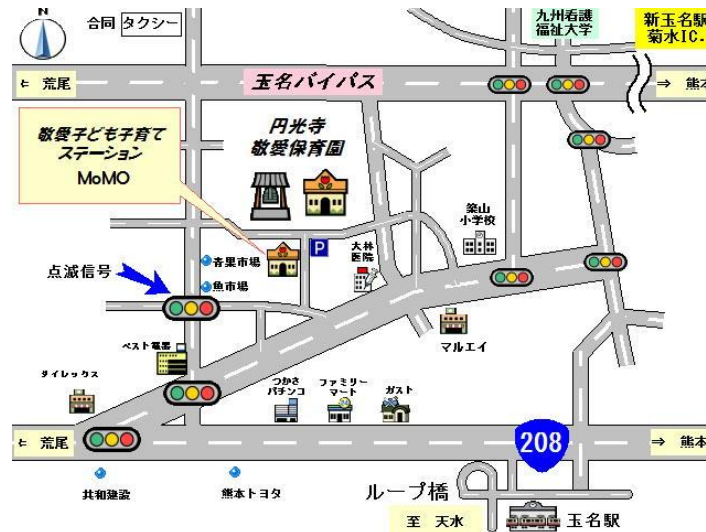 N
合同 タクシー
九州看護
福祉大学
新玉名駅
菊水IC.
⇐ 荒尾
玉名バイパス
⇒ 熊本
敬愛子ども子育て
ステーション
MoMO
円光寺
敬愛保育園
築山
小学校
P
大林
医院
青果市場
点滅信号
魚市場
マルエイ
ベスト電器
ダイレックス
つかさ
パチンコ
ファミリー
マート
ガスト
⇐ 荒尾
208
⇒ 熊本
共和建設
熊本トヨタ
ループ橋
至 天水
玉名駅